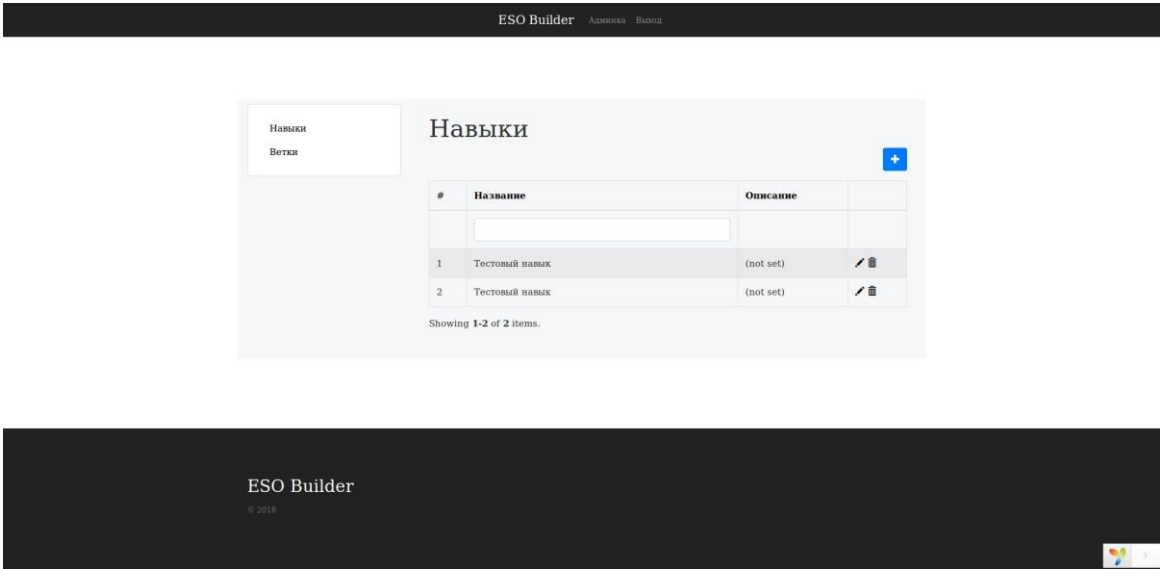 ESO Builder Админка Выход
Навыки
Ветки
Навыки
# Название Описание
1 Тестовый навык (not set)
2 Тестовый навык (not set)
Showing 1-2 of 2 items.
ESO Builder
© 2018